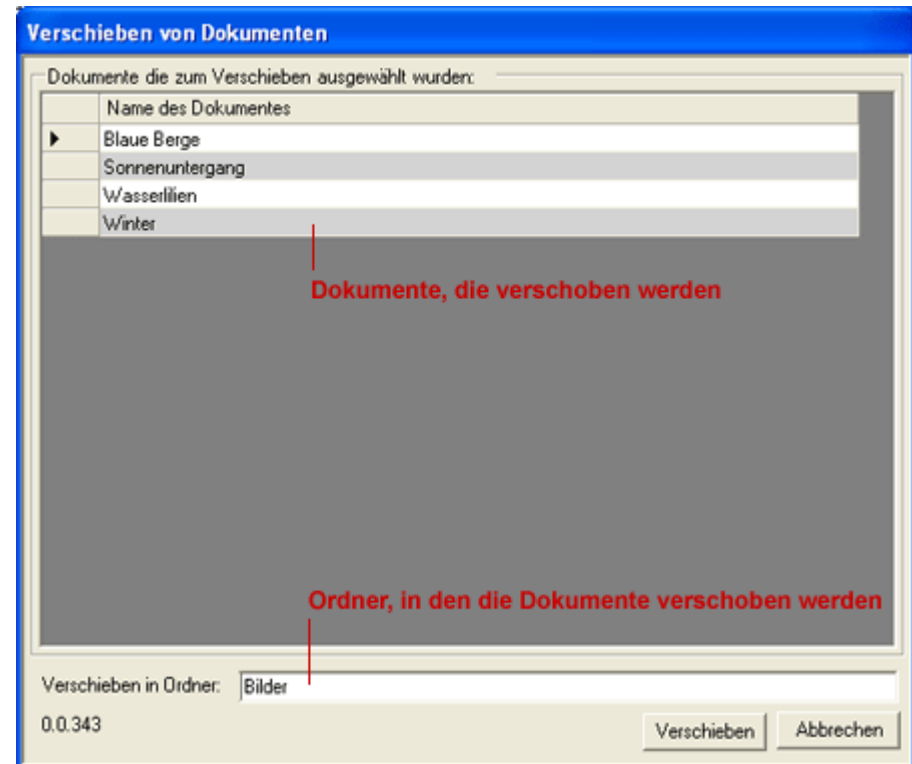 Verschieben von Dokumenten
Dokumente die zum Verschieben ausgewählt wurden:
Name des Dokumentes
Blaue Berge
Sonnenuntergang
Wasserlilien
Winter
Dokumente, die verschoben werden
Ordner, in den die Dokumente verschoben werden
Verschieben in Ordner: Bilder
0.0.343
Verschieben Abbrechen